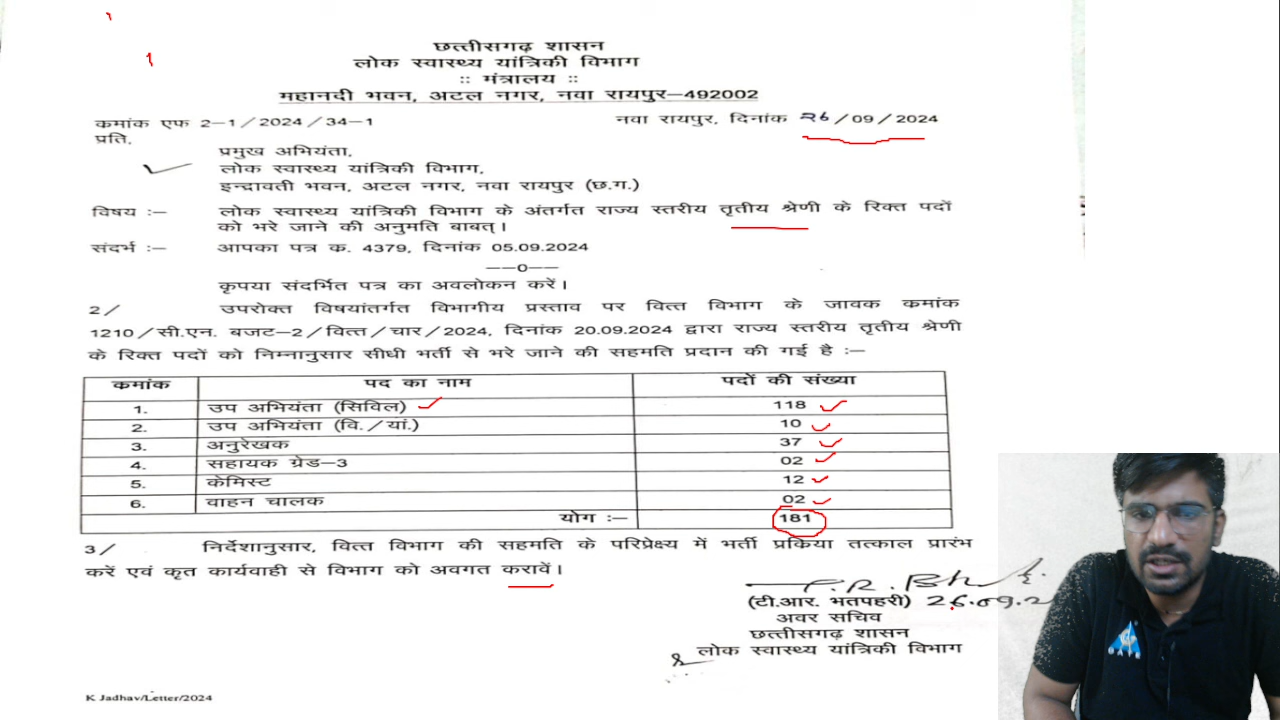 छत्तीसगढ़ शासन
लोक स्वास्थ्य यांत्रिकी विभाग
:: मंत्रालय ::
महानदी भवन, अटल नगर, नवा रायपुर–492002
कमांक एफ 2–1/2024/34–1 नवा रायपुर, दिनांक 26/09/2024
प्रति,
प्रमुख अभियंता,
लोक स्वास्थ्य यांत्रिकी विभाग,
इन्द्रावती भवन, अटल नगर, नवा रायपुर (छ.ग.)
विषय :– लोक स्वास्थ्य यांत्रिकी विभाग के अंतर्गत राज्य स्तरीय तृतीय श्रेणी के रिक्त पदों
को भरे जाने की अनुमति बाबत्।
संदर्भ :– आपका पत्र क. 4379, दिनांक 05.09.2024
––0––
कृपया संदर्भित पत्र का अवलोकन करें।
2/ उपरोक्त विषयांतर्गत विभागीय प्रस्ताव पर वित्त विभाग के जावक कमांक
1210/सी.एन. बजट–2/वित्त/चार/2024, दिनांक 20.09.2024 द्वारा राज्य स्तरीय तृतीय श्रेणी
के रिक्त पदों को निम्नानुसार सीधी भर्ती से भरे जाने की सहमति प्रदान की गई है :–
कमांक पद का नाम पदों की संख्या
1. उप अभियंता (सिविल) 118
2. उप अभियंता (वि./यां.) 10
3. अनुरेखक 37
4. सहायक ग्रेड–3 02
5. केमिस्ट 12
6. वाहन चालक 02
योग :– 181
3/ निर्देशानुसार, वित्त विभाग की सहमति के परिप्रेक्ष्य में भर्ती प्रकिया तत्काल प्रारंभ
करें एवं कृत कार्यवाही से विभाग को अवगत करावें।
(टी.आर. भतपहरी) 26.09.2
अवर सचिव
छत्तीसगढ़ शासन
लोक स्वास्थ्य यांत्रिकी विभाग
K Jadhav/Letter/2024
GATE